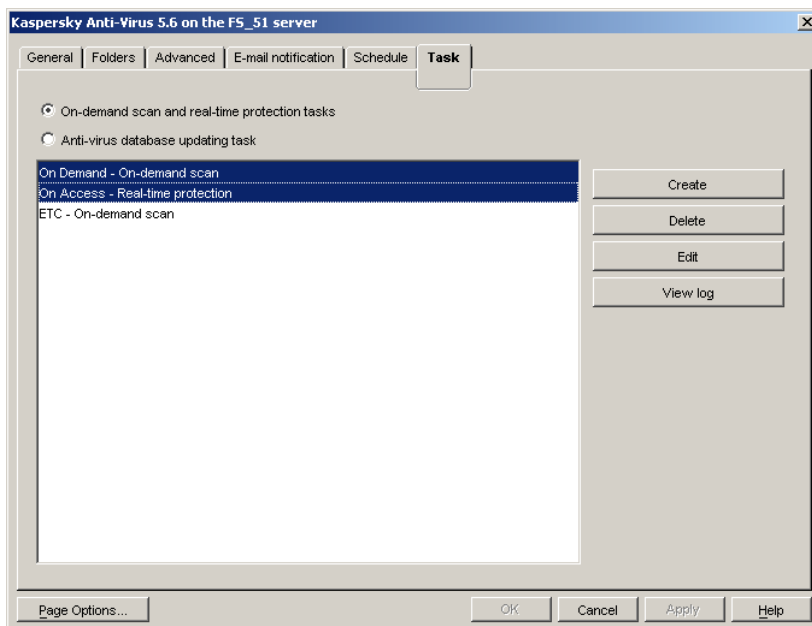 Kaspersky Anti-Virus 5.6 on the FS_51 server
General Folders Advanced E-mail notification Schedule Task
On-demand scan and real-time protection tasks
Anti-virus database updating task
On Demand - On-demand scan
On Access - Real-time protection
ETC - On-demand scan
Create
Delete
Edit
View log
Page Options... OK Cancel Apply Help